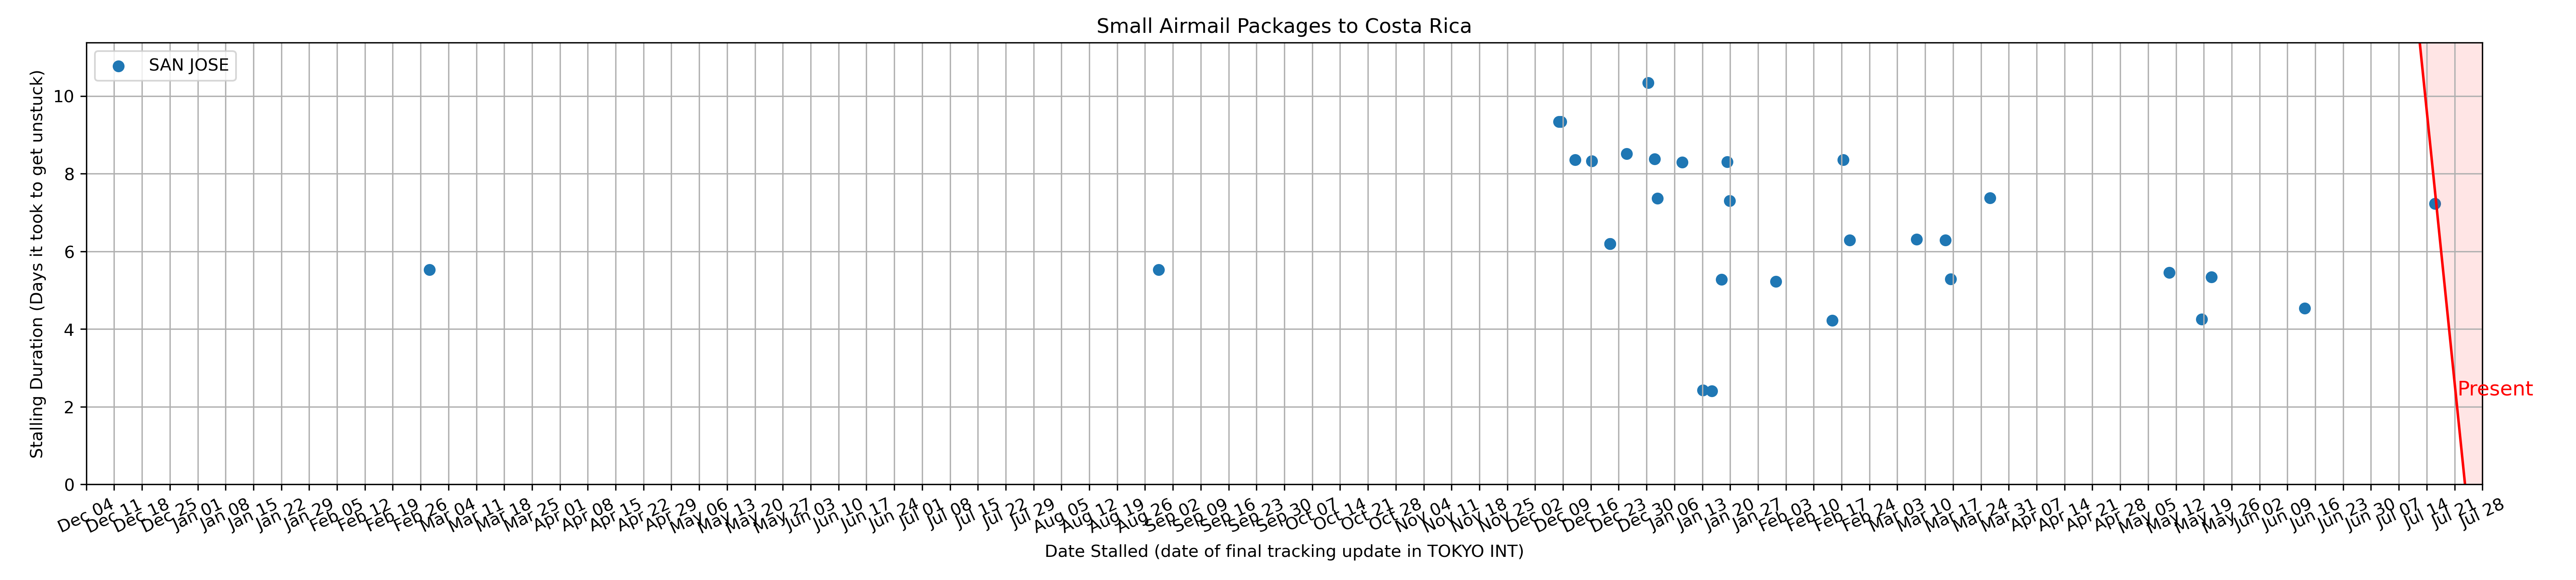 Small Airmail Packages to Costa Rica
SAN JOSE
Stalling Duration (Days it took to get unstuck)
10
8
6
4
2
0
Present
Dec 04
Dec 11
Dec 18
Dec 25
Jan 01
Jan 08
Jan 15
Jan 22
Jan 29
Feb 05
Feb 12
Feb 19
Feb 26
Mar 04
Mar 11
Mar 18
Mar 25
Apr 01
Apr 08
Apr 15
Apr 22
Apr 29
May 06
May 13
May 20
May 27
Jun 03
Jun 10
Jun 17
Jun 24
Jul 01
Jul 08
Jul 15
Jul 22
Jul 29
Aug 05
Aug 12
Aug 19
Aug 26
Sep 02
Sep 09
Sep 16
Sep 23
Sep 30
Oct 07
Oct 14
Oct 21
Oct 28
Nov 04
Nov 11
Nov 18
Nov 25
Dec 02
Dec 09
Dec 16
Dec 23
Dec 30
Jan 06
Jan 13
Jan 20
Jan 27
Feb 03
Feb 10
Feb 17
Feb 24
Mar 03
Mar 10
Mar 17
Mar 24
Mar 31
Apr 07
Apr 14
Apr 21
Apr 28
May 05
May 12
May 19
May 26
Jun 02
Jun 09
Jun 16
Jun 23
Jun 30
Jul 07
Jul 14
Jul 21
Jul 28
Date Stalled (date of final tracking update in TOKYO INT)